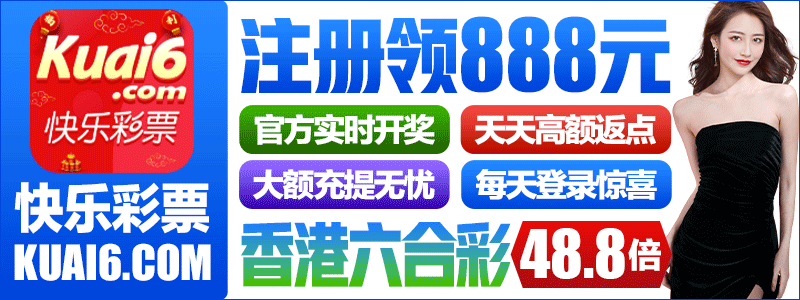 Kuai6
.com
快乐彩票
快乐彩票
KUAI6.COM
注册领888元
官方实时开奖
天天高额返点
大额充提无忧
每天登录惊喜
香港六合彩
48.8倍